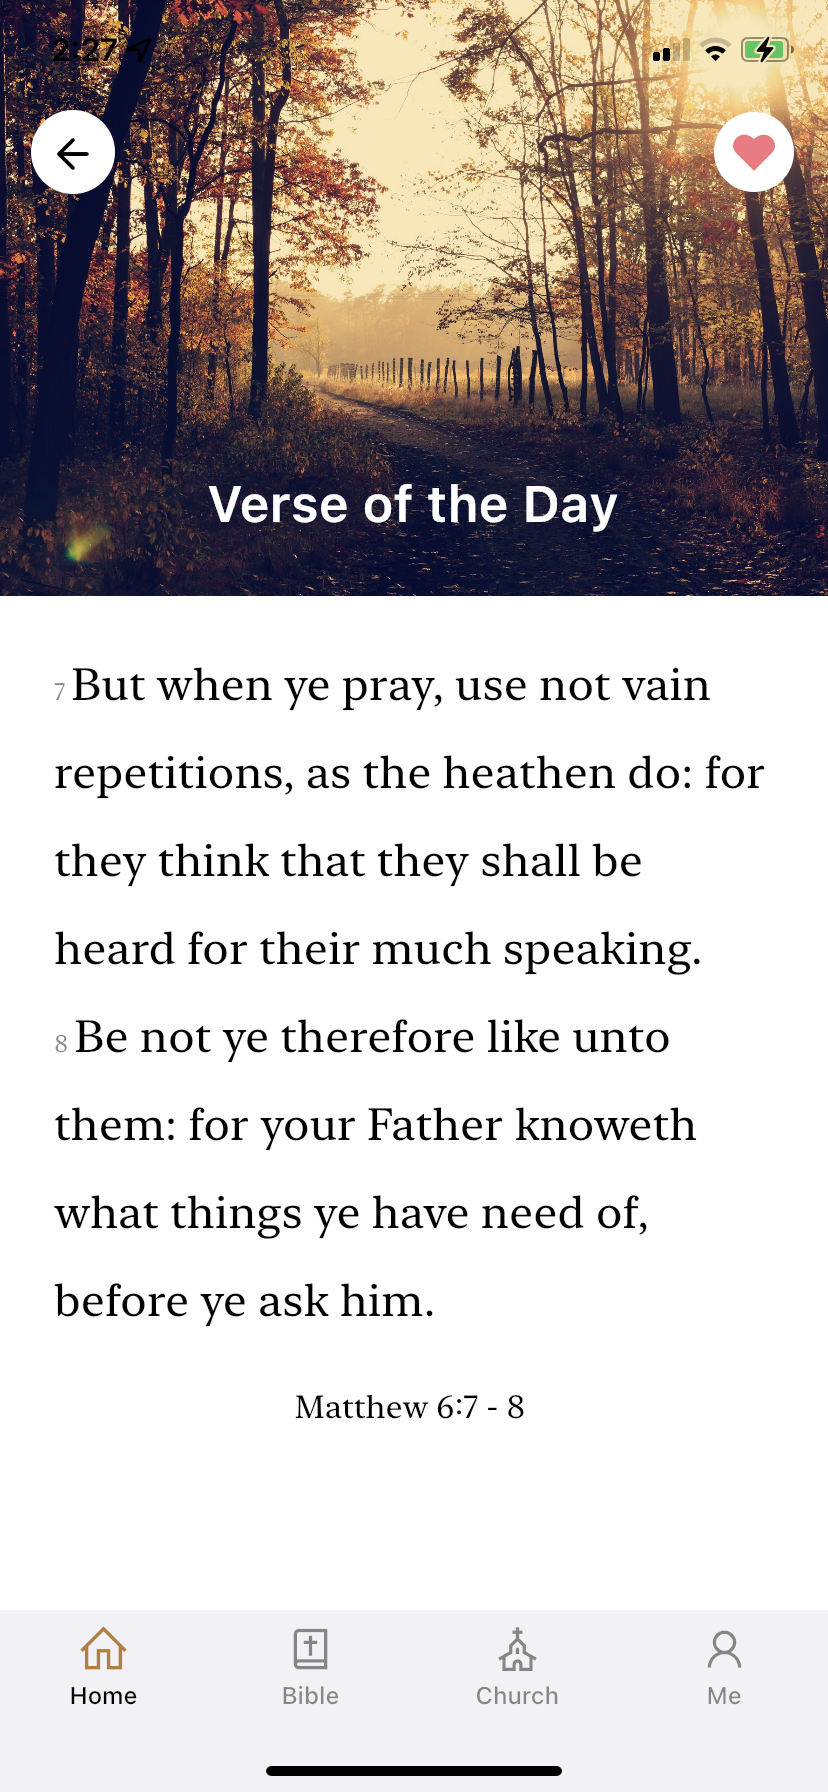 2:27
Verse of the Day
7 But when ye pray, use not vain
repetitions, as the heathen do: for
they think that they shall be
heard for their much speaking.
8 Be not ye therefore like unto
them: for your Father knoweth
what things ye have need of,
before ye ask him.
Matthew 6:7 - 8
Home
Bible
Church
Me